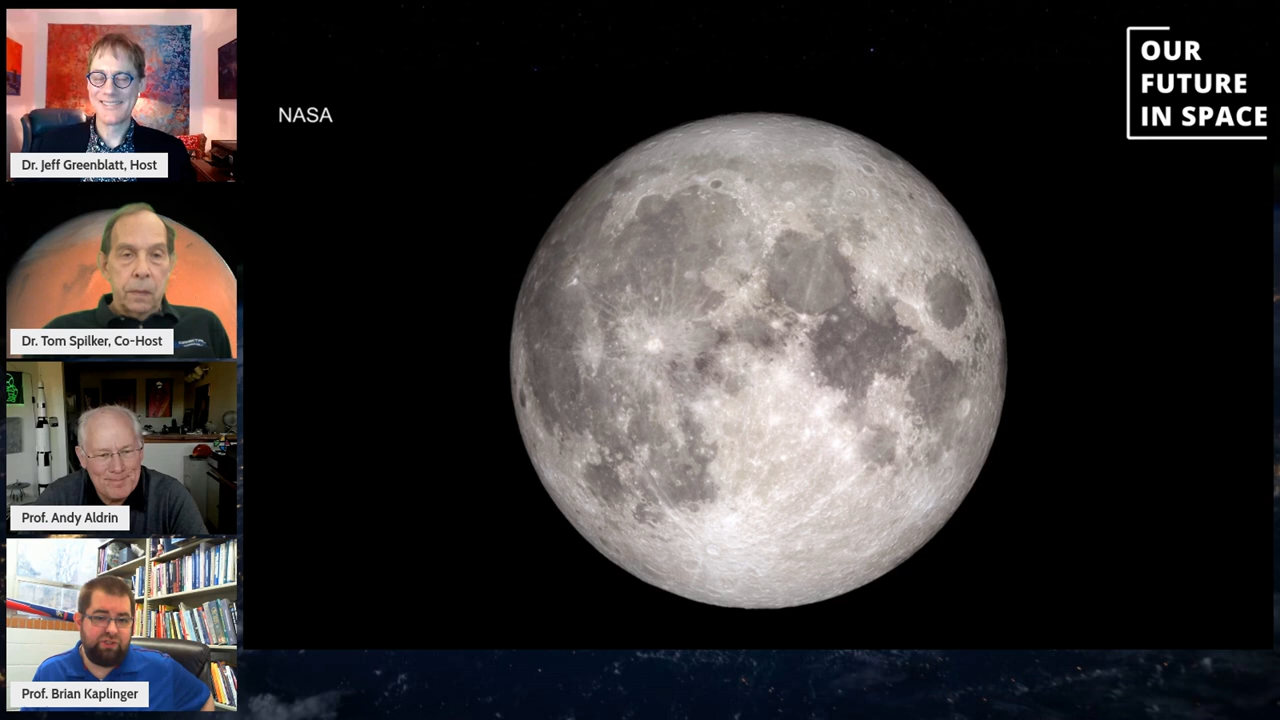 NASA
OUR
FUTURE
IN SPACE
Dr. Jeff Greenblatt, Host
Dr. Tom Spilker, Co-Host
Prof. Andy Aldrin
Prof. Brian Kaplinger